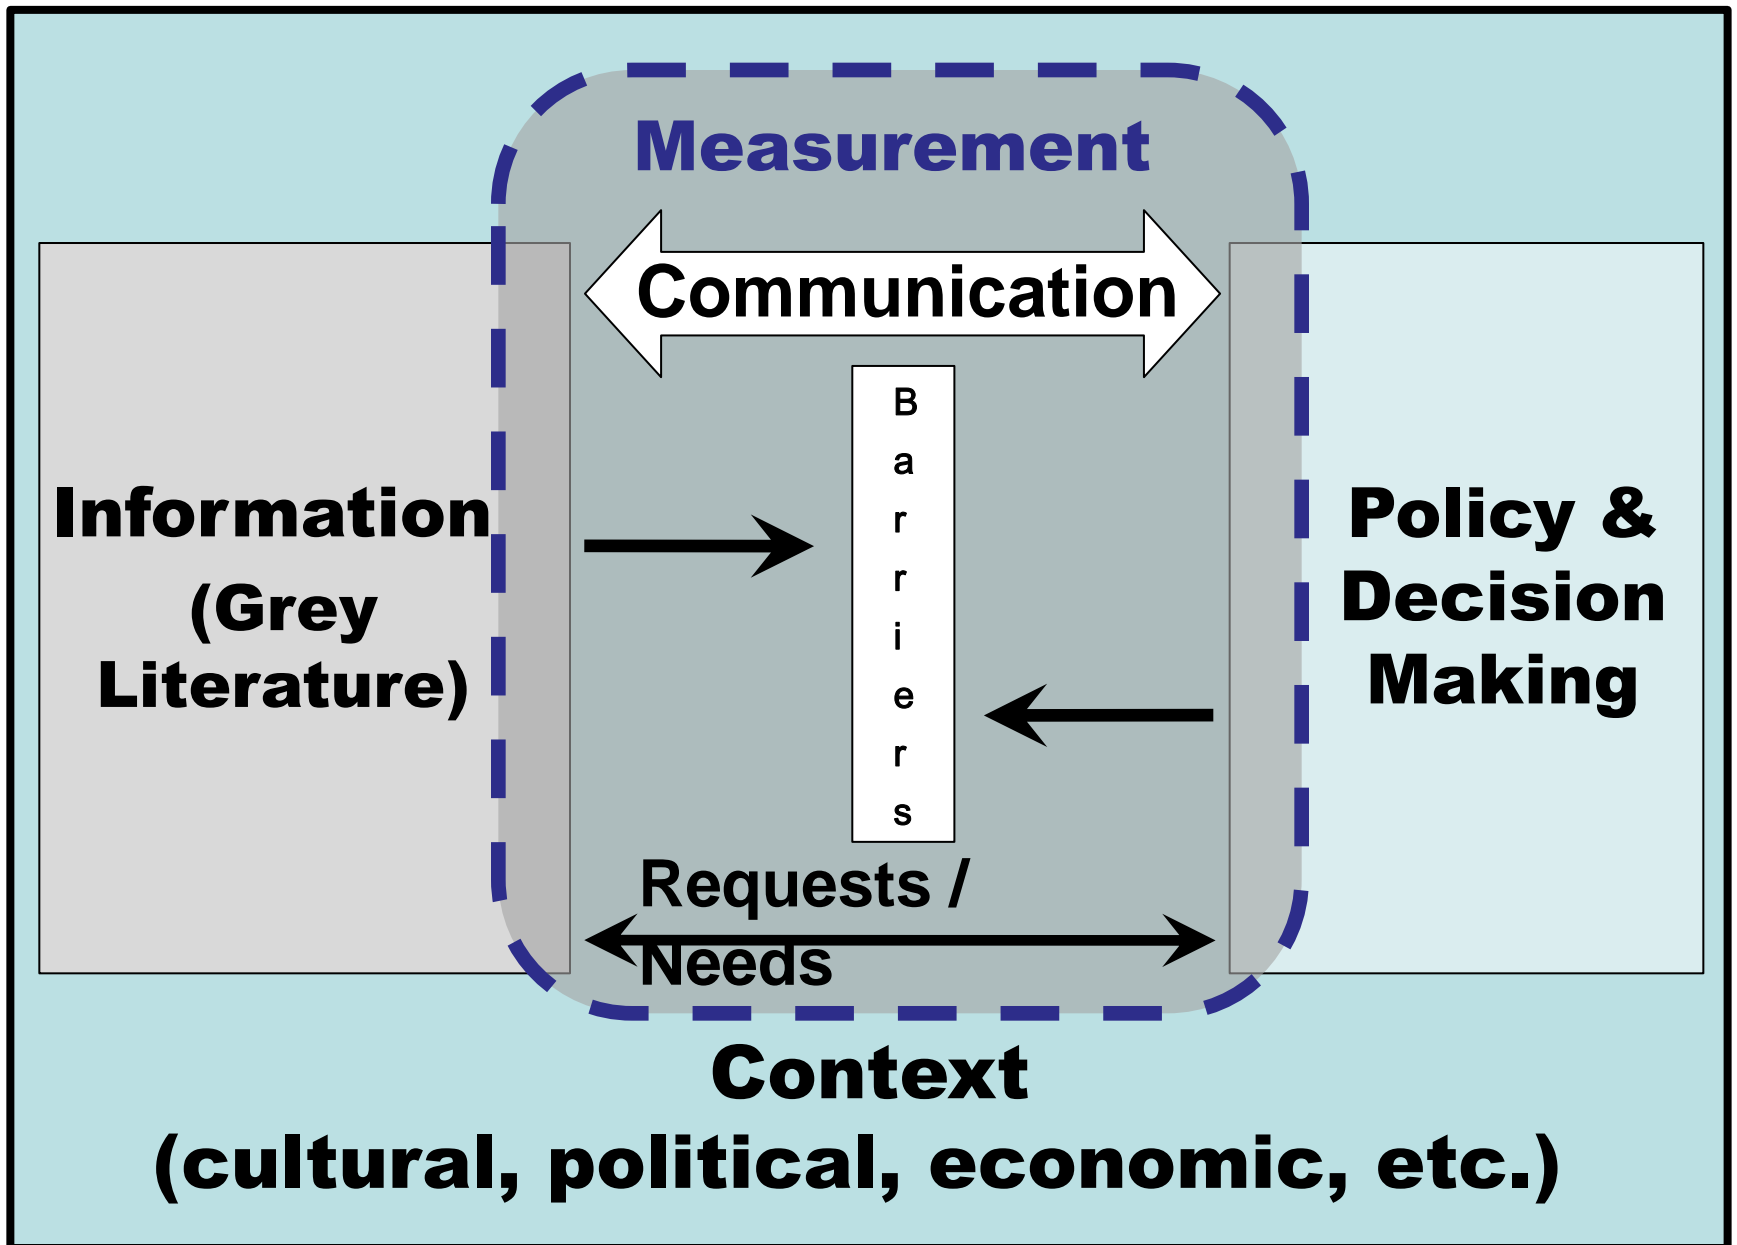 Measurement
Communication
Barriers
Information
(Grey
Literature)
Policy &
Decision
Making
Requests /
Needs
Context
(cultural, political, economic, etc.)